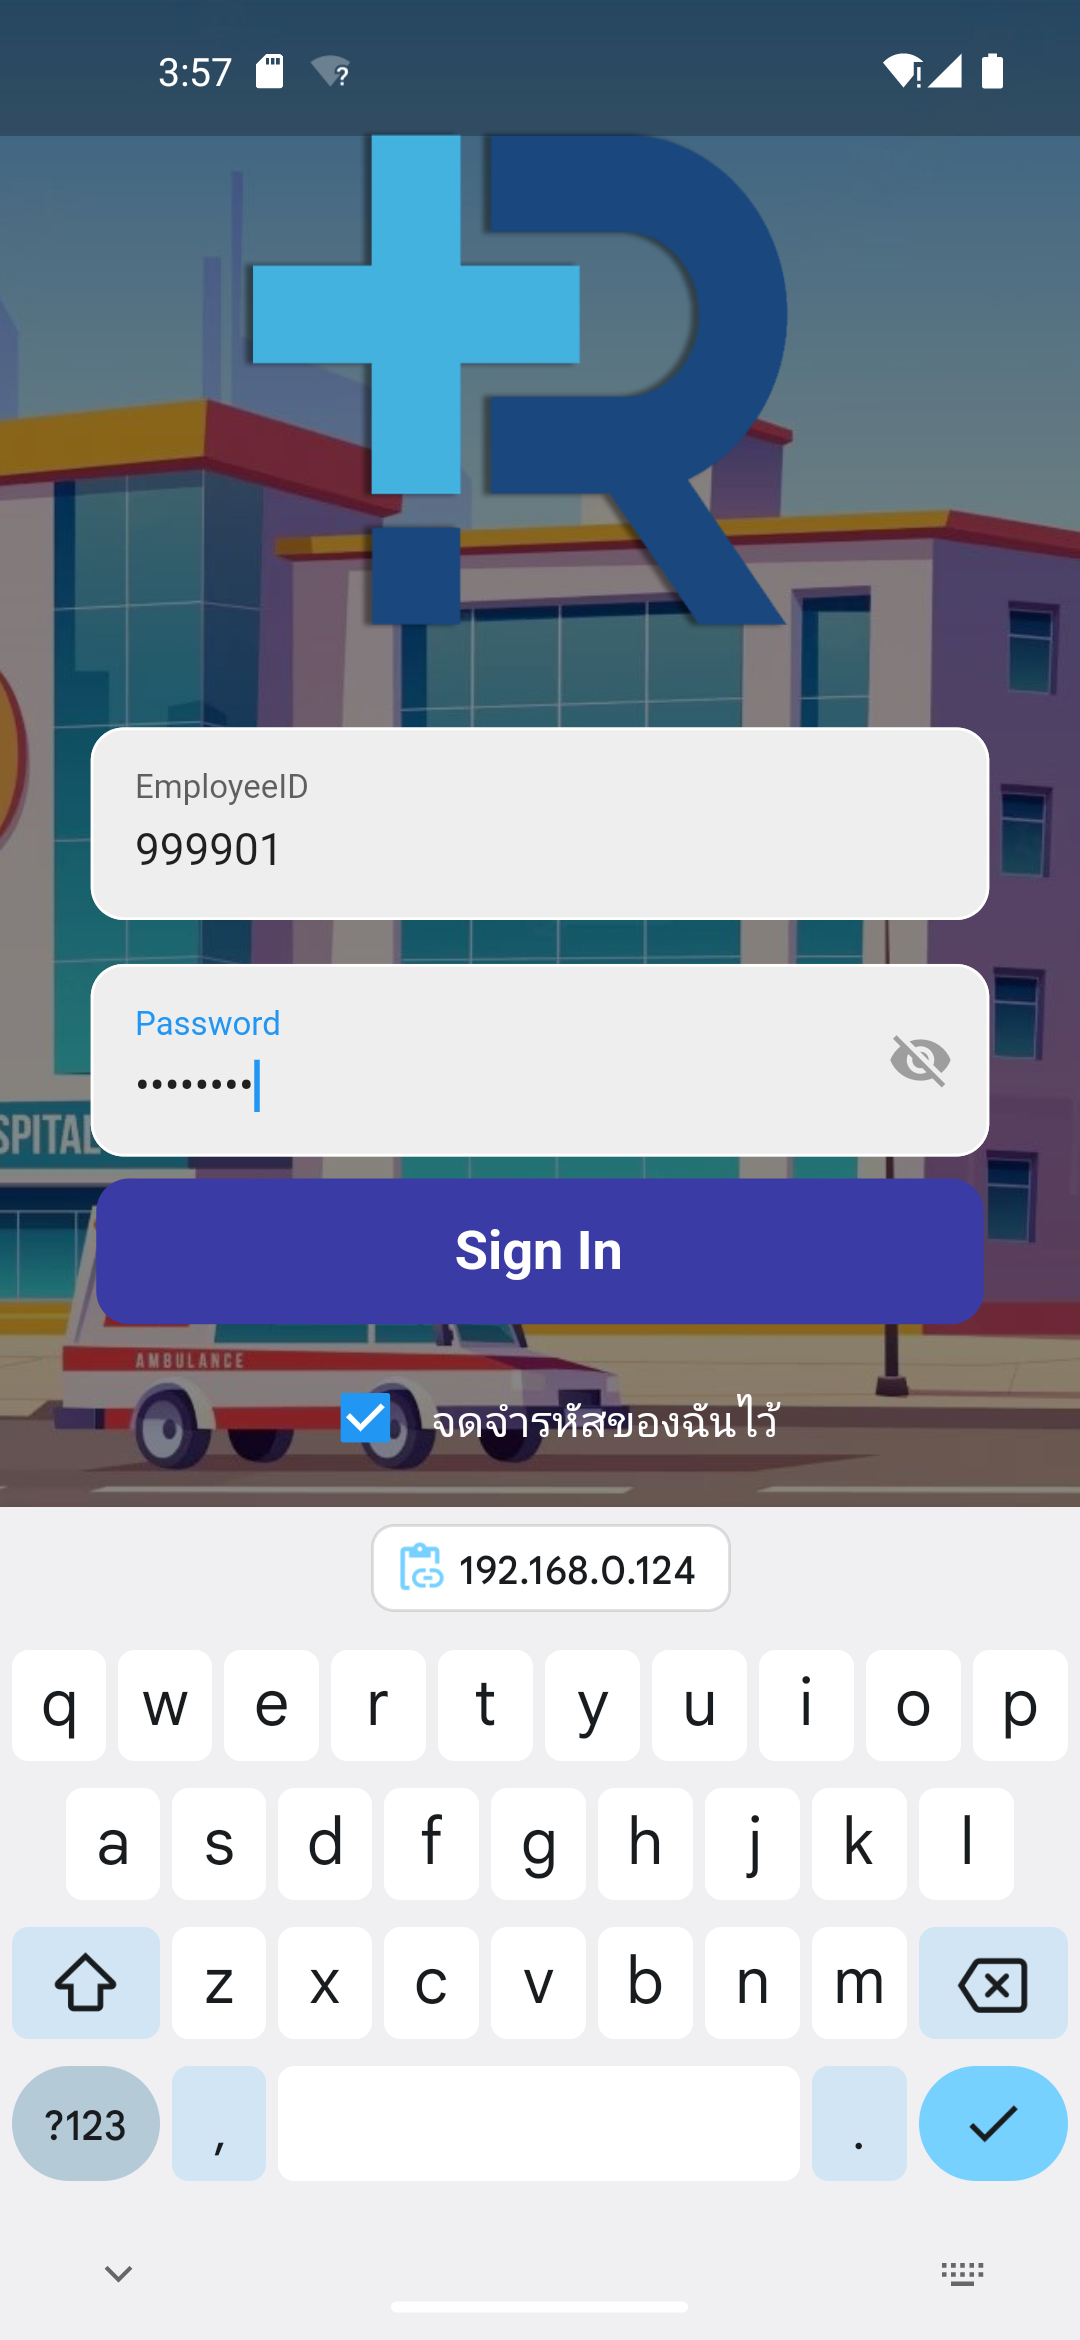 3:57
EmployeeID
999901
Password
••••••••
SPITAL
Sign In
AMBULANCE
จดจำรหัสของฉันไว้
192.168.0.124
q w e r t y u i o p
a s d f g h j k l
z x c v b n m
?123 , .